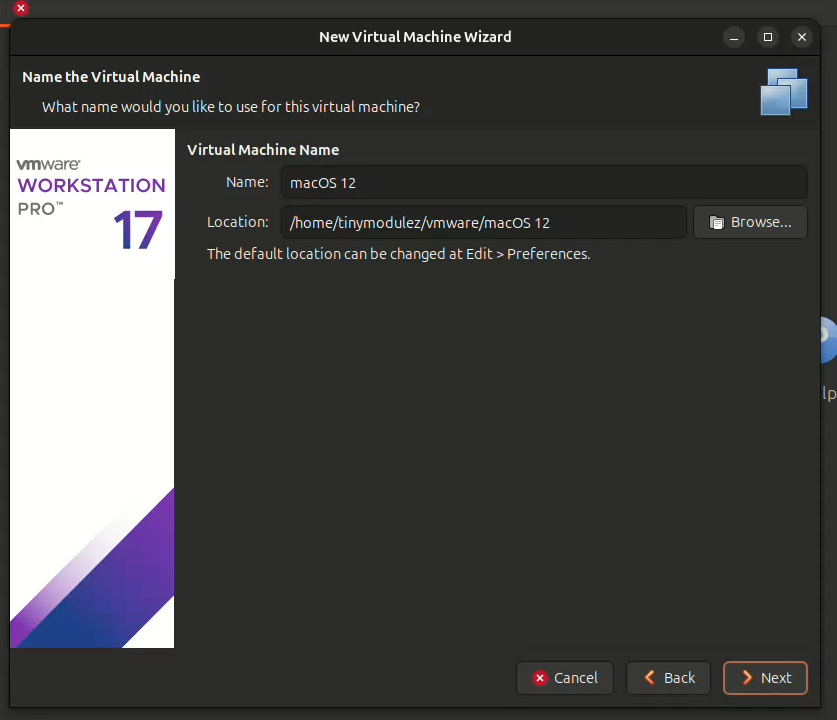 New Virtual Machine Wizard
Name the Virtual Machine
What name would you like to use for this virtual machine?
vmware
WORKSTATION
PRO™
17
Virtual Machine Name
Name: macOS 12
Location: /home/tinymodulez/vmware/macOS 12 Browse...
The default location can be changed at Edit > Preferences.
lp
Cancel Back Next